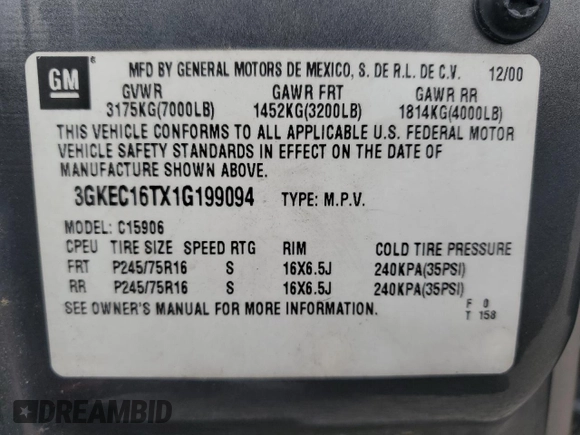 GM
MFD BY GENERAL MOTORS DE MEXICO, S. DE R.L. DE C.V. 12/00
GVWR GAWR FRT GAWR RR
3175KG(7000LB) 1452KG(3200LB) 1814KG(4000LB)
THIS VEHICLE CONFORMS TO ALL APPLICABLE U.S. FEDERAL MOTOR
VEHICLE SAFETY STANDARDS IN EFFECT ON THE DATE OF
MANUFACTURE SHOWN ABOVE.
3GKEC16TX1G199094 TYPE: M.P.V.
MODEL: C15906
CPEU TIRE SIZE SPEED RTG RIM COLD TIRE PRESSURE
FRT P245/75R16 S 16X6.5J 240KPA(35PSI)
RR P245/75R16 S 16X6.5J 240KPA(35PSI)
SEE OWNER'S MANUAL FOR MORE INFORMATION.
F 0
T 158
DREAMBID